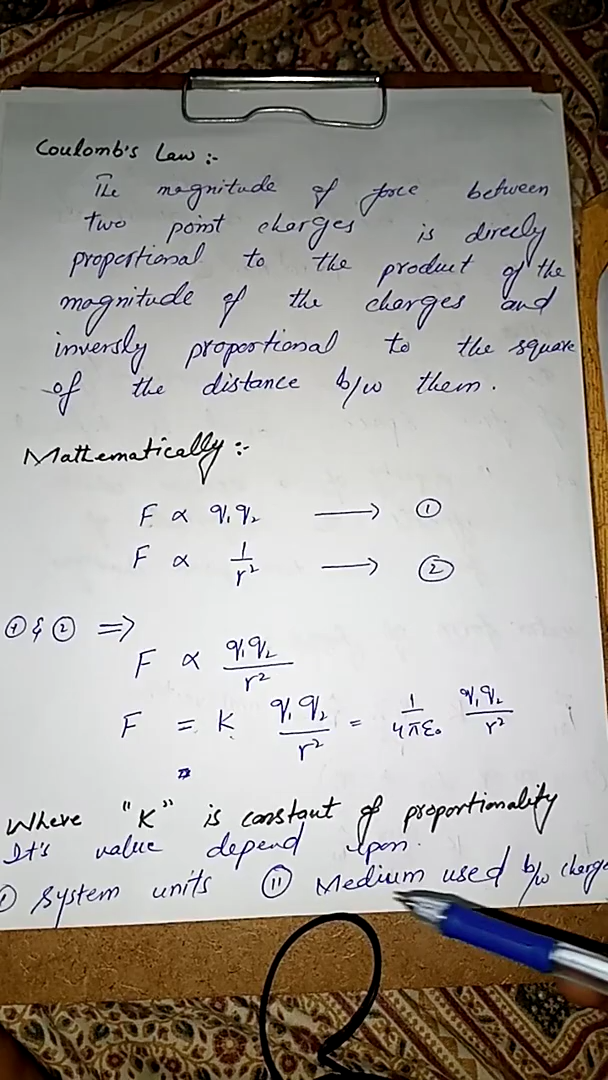 Coulomb's Law :-
The magnitude of force between
two point charges is direcly
proportional to the product of the
magnitude of the charges and
inversly proportional to the square
of the distance b/w them.
Mathematically :-
F ∝ q₁q₂ ⟶ ①
F ∝ 1/r² ⟶ ②
① & ② ⇒
F ∝ q₁q₂/r²
F = K q₁q₂/r² = 1/4πε₀ q₁q₂/r²
Where "K" is constant of proportionality
It's value depend upon.
① System units ② Medium used b/w charge